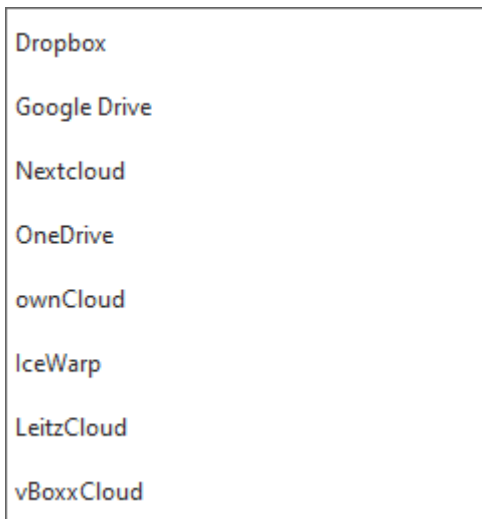 Dropbox
Google Drive
Nextcloud
OneDrive
ownCloud
IceWarp
LeitzCloud
vBoxxCloud